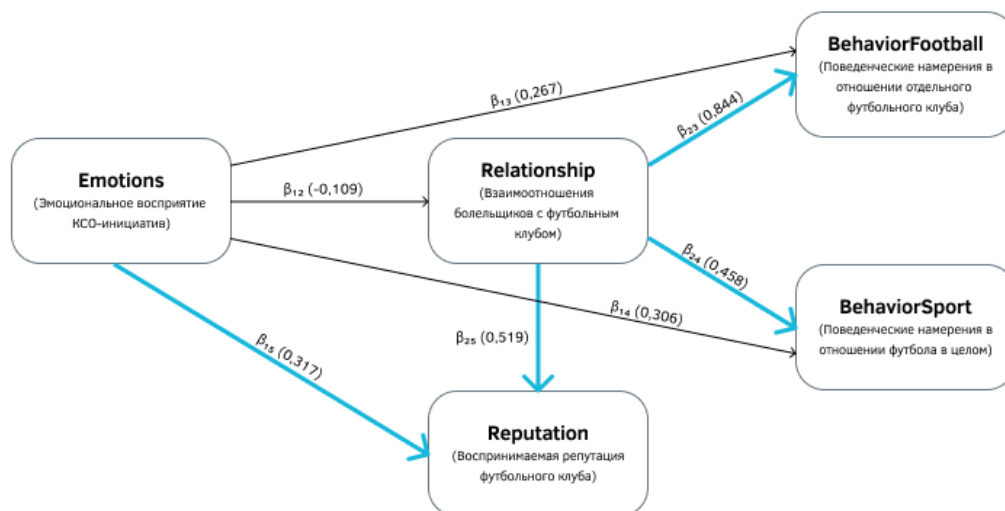 BehaviorFootball
(Поведенческие намерения в
отношении отдельного
футбольного клуба)
β₁₃ (0,267)
β₂₃ (0,844)
Emotions
(Эмоциональное восприятие
КСО-инициатив)
β₁₂ (-0,109)
Relationship
(Взаимоотношения
болельщиков с футбольным
клубом)
β₂₄ (0,458)
β₁₄ (0,306)
BehaviorSport
(Поведенческие намерения в
отношении футбола в целом)
β₁₅ (0,317)
β₂₅ (0,519)
Reputation
(Воспринимаемая репутация
футбольного клуба)